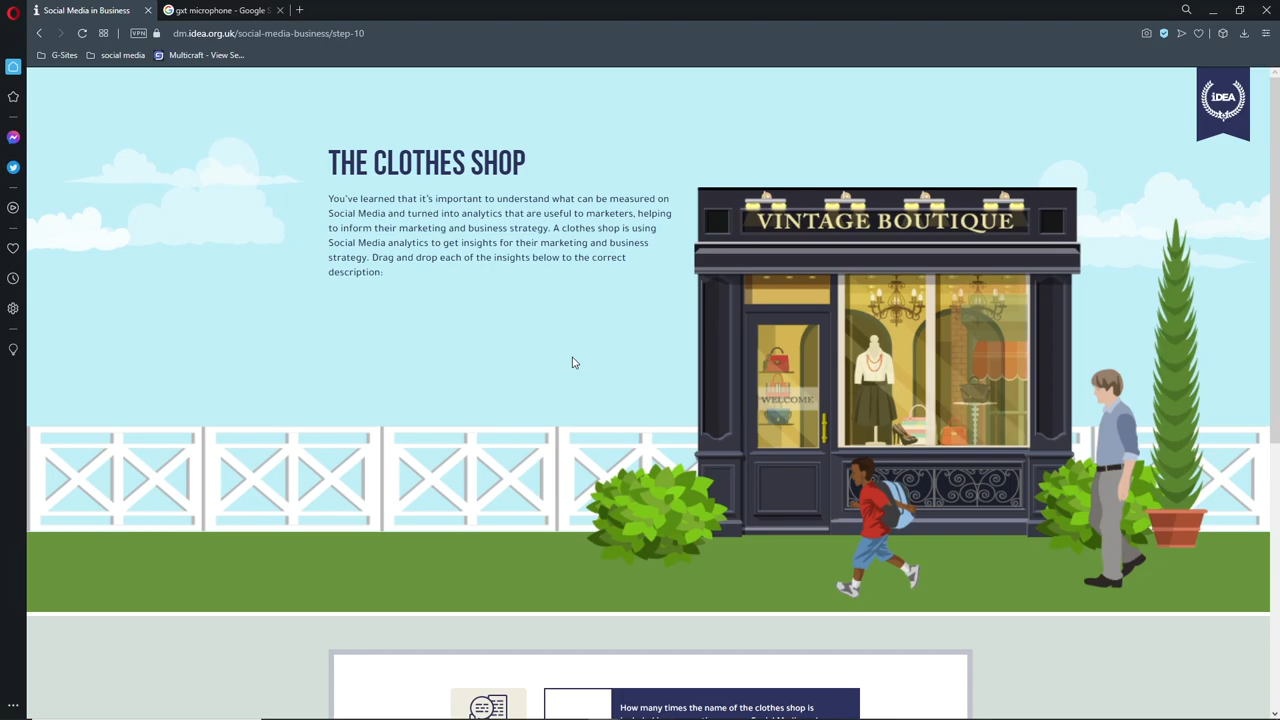 Social Media in Business
gxt microphone - Google S
VPN
dm.idea.org.uk/social-media-business/step-10
G-Sites
social media
Multicraft - View Se...
iDEA
THE CLOTHES SHOP
You've learned that it's important to understand what can be measured on
Social Media and turned into analytics that are useful to marketers, helping
to inform their marketing and business strategy. A clothes shop is using
Social Media analytics to get insights for their marketing and business
strategy. Drag and drop each of the insights below to the correct
description:
VINTAGE BOUTIQUE
WELCOME
How many times the name of the clothes shop is